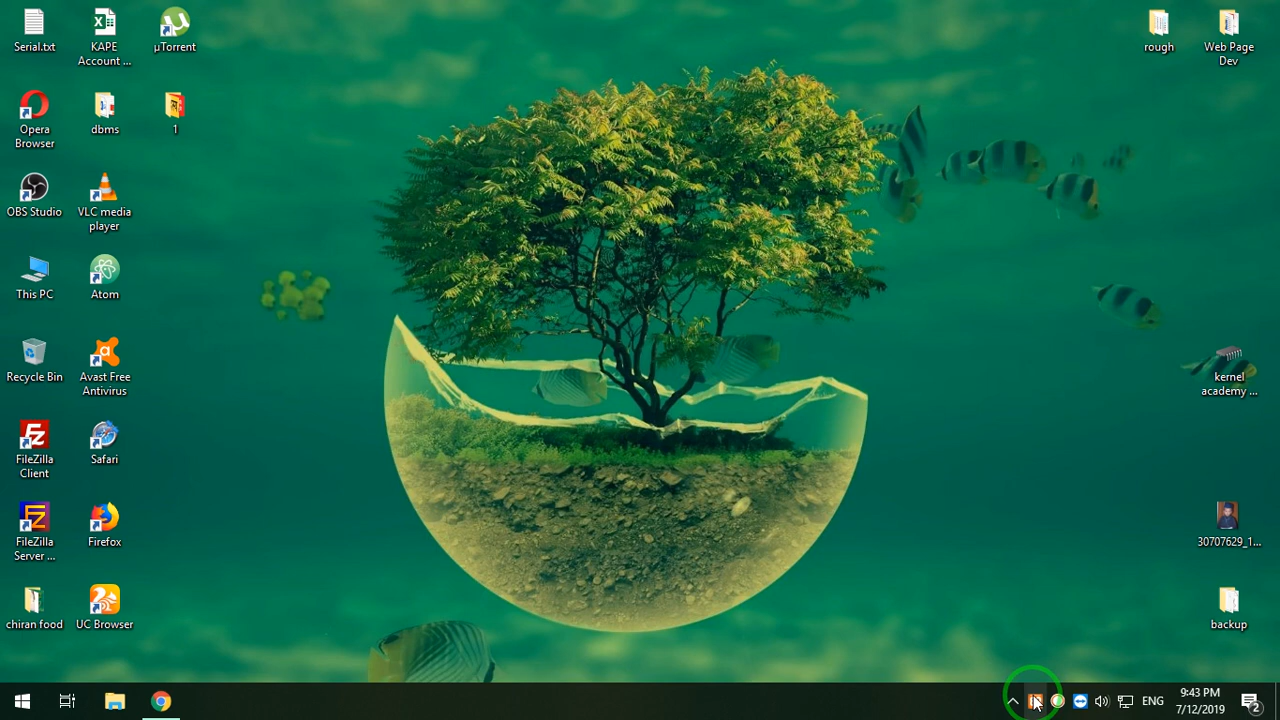 Serial.txt
KAPE
Account ...
µTorrent
Opera
Browser
dbms
1
OBS Studio
VLC media
player
This PC
Atom
Recycle Bin
Avast Free
Antivirus
FileZilla
Client
Safari
FileZilla
Server ...
Firefox
chiran food
UC Browser
rough
Web Page
Dev
kernel
academy ...
30707629_1...
backup
ENG
9:43 PM
7/12/2019
2